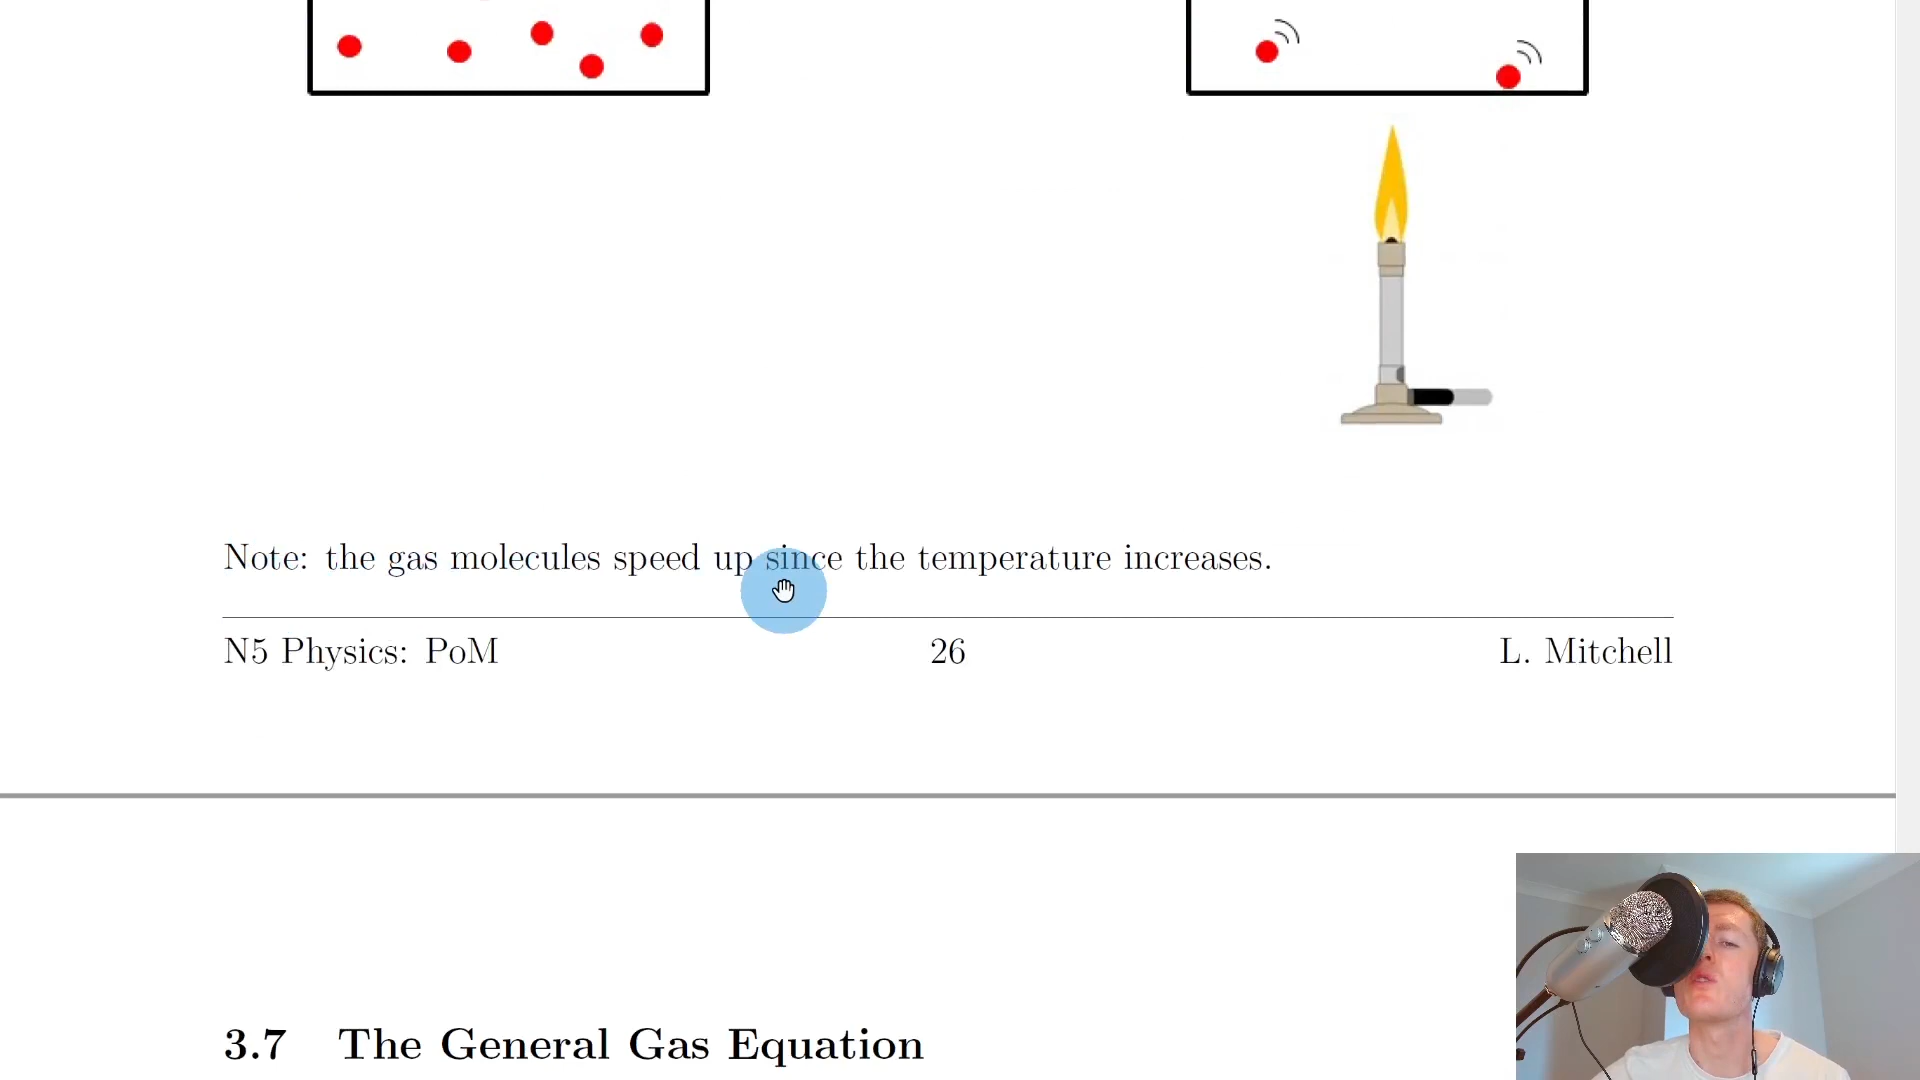 Note: the gas molecules speed up since the temperature increases.
N5 Physics: PoM 26 L. Mitchell
3.7 The General Gas Equation